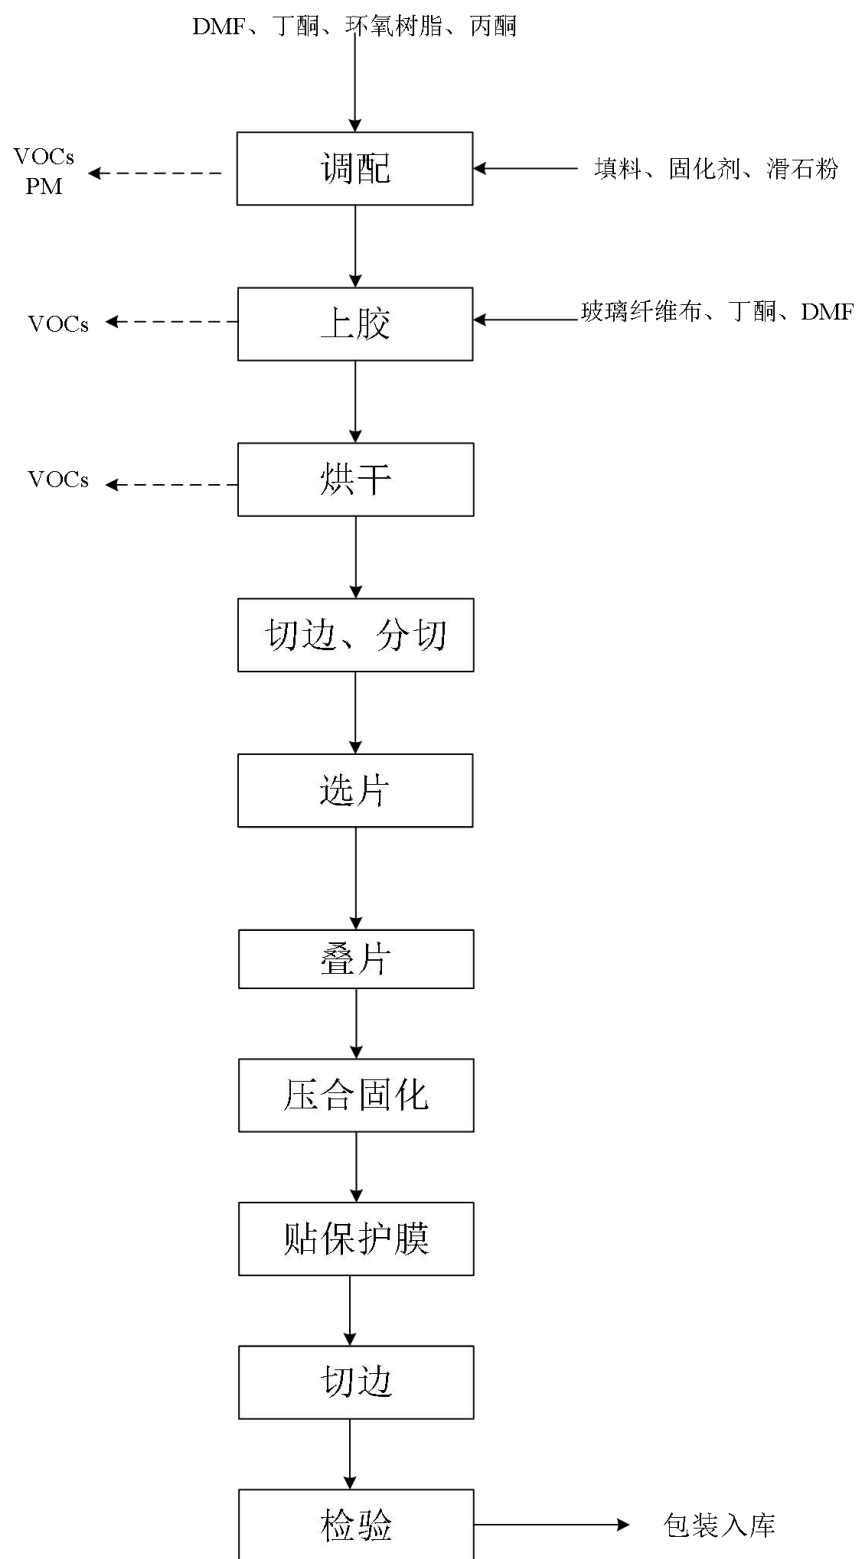 DMF、丁酮、环氧树脂、丙酮
VOCs
PM
调配
填料、固化剂、滑石粉
VOCs
上胶
玻璃纤维布、丁酮、DMF
VOCs
烘干
切边、分切
选片
叠片
压合固化
贴保护膜
切边
检验
包装入库